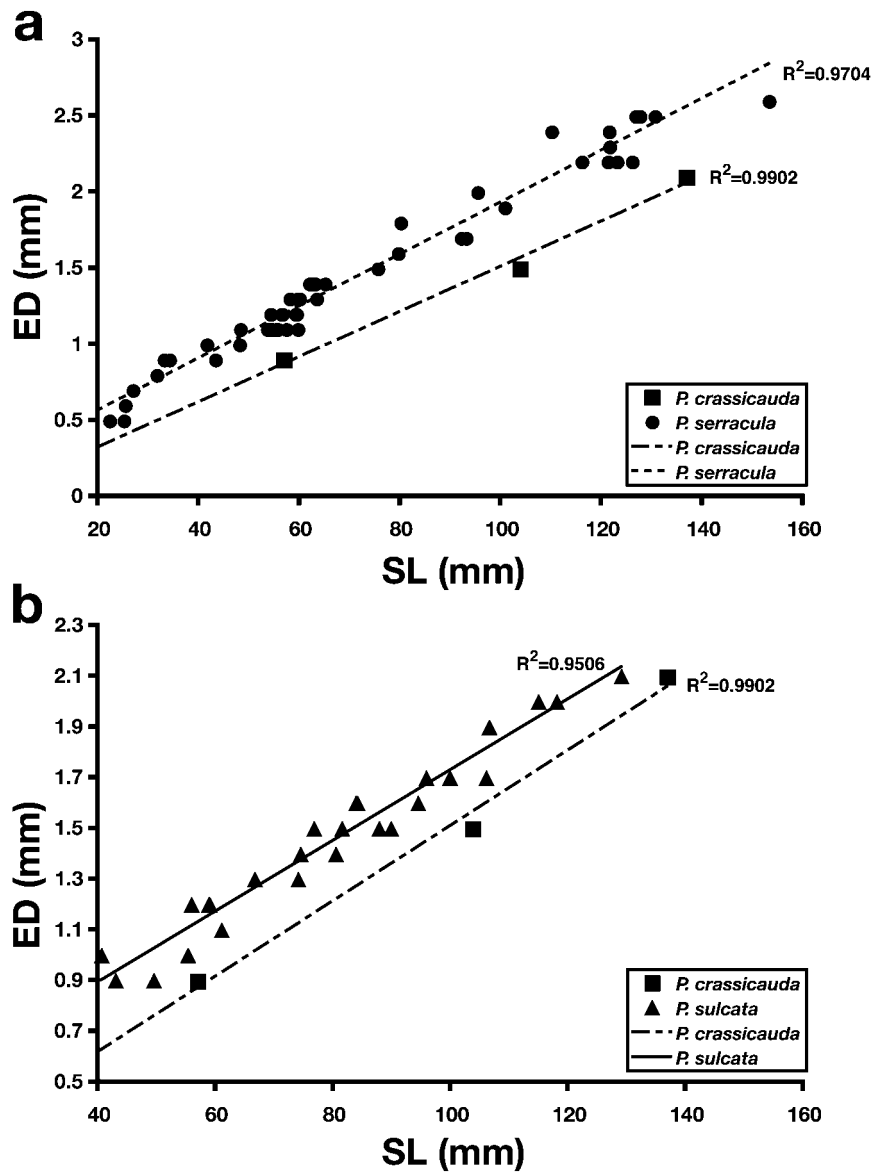 a
3
2.5
2
1.5
1
0.5
0
ED (mm)
R2=0.9704
R2=0.9902
P. crassicauda
P. serracula
P. crassicauda
P. serracula
20 40 60 80 100 120 140 160
SL (mm)
b
2.3
2.1
1.9
1.7
1.5
1.3
1.1
0.9
0.7
0.5
ED (mm)
R2=0.9506
R2=0.9902
P. crassicauda
P. sulcata
P. crassicauda
P. sulcata
40 60 80 100 120 140 160
SL (mm)